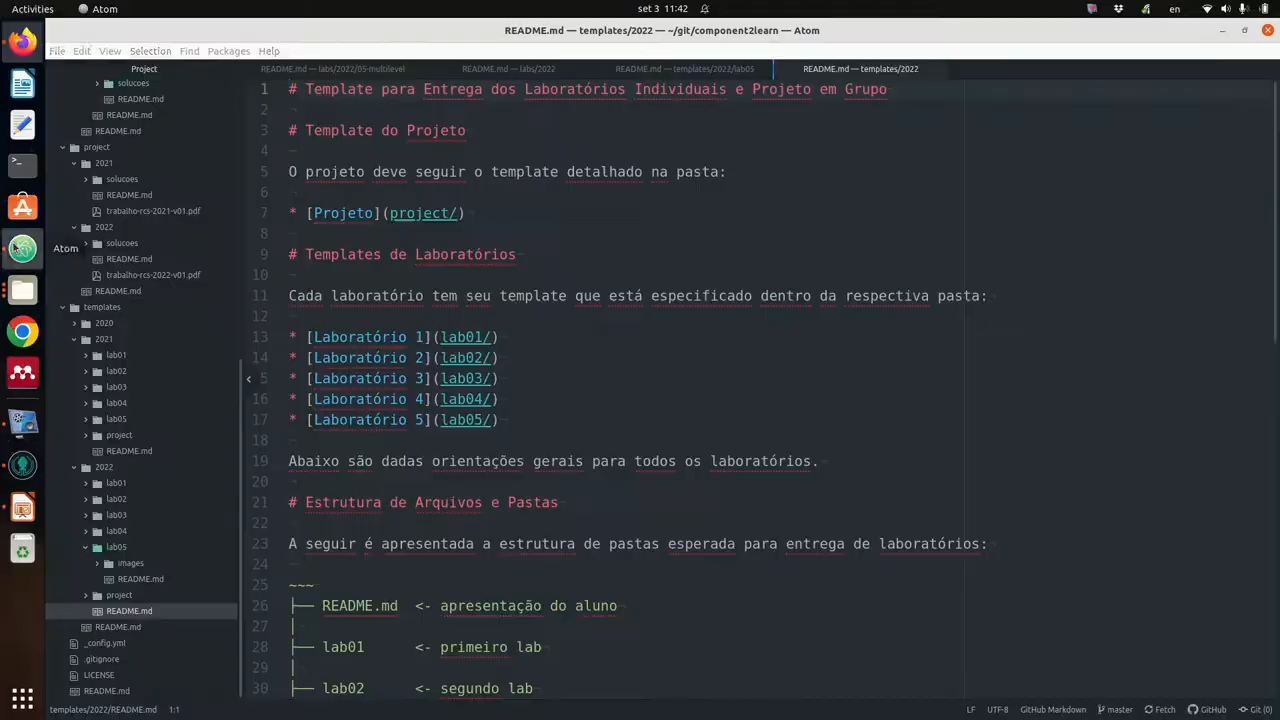 Activities
Atom
set 3 11:42
en
README.md — templates/2022 — ~/git/component2learn — Atom
File Edit View Selection Find Packages Help
Project
README.md — labs/2022/05-multilevel
README.md — labs/2022
README.md — templates/2022/lab05
README.md — templates/2022
solucoes
README.md
README.md
README.md
project
2021
solucoes
README.md
trabalho-rcs-2021-v01.pdf
2022
Atom
solucoes
README.md
trabalho-rcs-2022-v01.pdf
README.md
templates
2020
2021
lab01
lab02
lab03
lab04
lab05
project
README.md
2022
lab01
lab02
lab03
lab04
lab05
images
README.md
project
README.md
README.md
_config.yml
.gitignore
LICENSE
README.md
1 # Template para Entrega dos Laboratórios Individuais e Projeto em Grupo
2
3 # Template do Projeto
4
5 O projeto deve seguir o template detalhado na pasta:
6
7 * [Projeto](project/)
8
9 # Templates de Laboratórios
10
11 Cada laboratório tem seu template que está especificado dentro da respectiva pasta:
12
13 * [Laboratório 1](lab01/)
14 * [Laboratório 2](lab02/)
5 * [Laboratório 3](lab03/)
16 * [Laboratório 4](lab04/)
17 * [Laboratório 5](lab05/)
18
19 Abaixo são dadas orientações gerais para todos os laboratórios.
20
21 # Estrutura de Arquivos e Pastas
22
23 A seguir é apresentada a estrutura de pastas esperada para entrega de laboratórios:
24
25 ~~~
26 ├── README.md <- apresentação do aluno
27 │
28 ├── lab01 <- primeiro lab
29 │
30 ├── lab02 <- segundo lab
templates/2022/README.md 1:1
LF UTF-8 GitHub Markdown master Fetch GitHub Git (0)